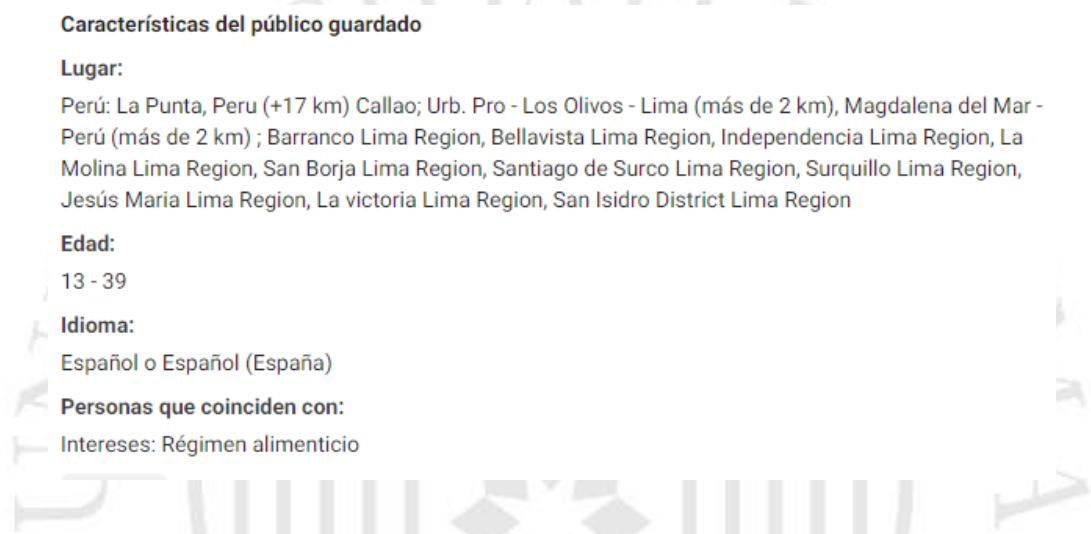 Características del público guardado
Lugar:
Perú: La Punta, Peru (+17 km) Callao; Urb. Pro - Los Olivos - Lima (más de 2 km), Magdalena del Mar -
Perú (más de 2 km) ; Barranco Lima Region, Bellavista Lima Region, Independencia Lima Region, La
Molina Lima Region, San Borja Lima Region, Santiago de Surco Lima Region, Surquillo Lima Region,
Jesús Maria Lima Region, La victoria Lima Region, San Isidro District Lima Region
Edad:
13 - 39
Idioma:
Español o Español (España)
Personas que coinciden con:
Intereses: Régimen alimenticio